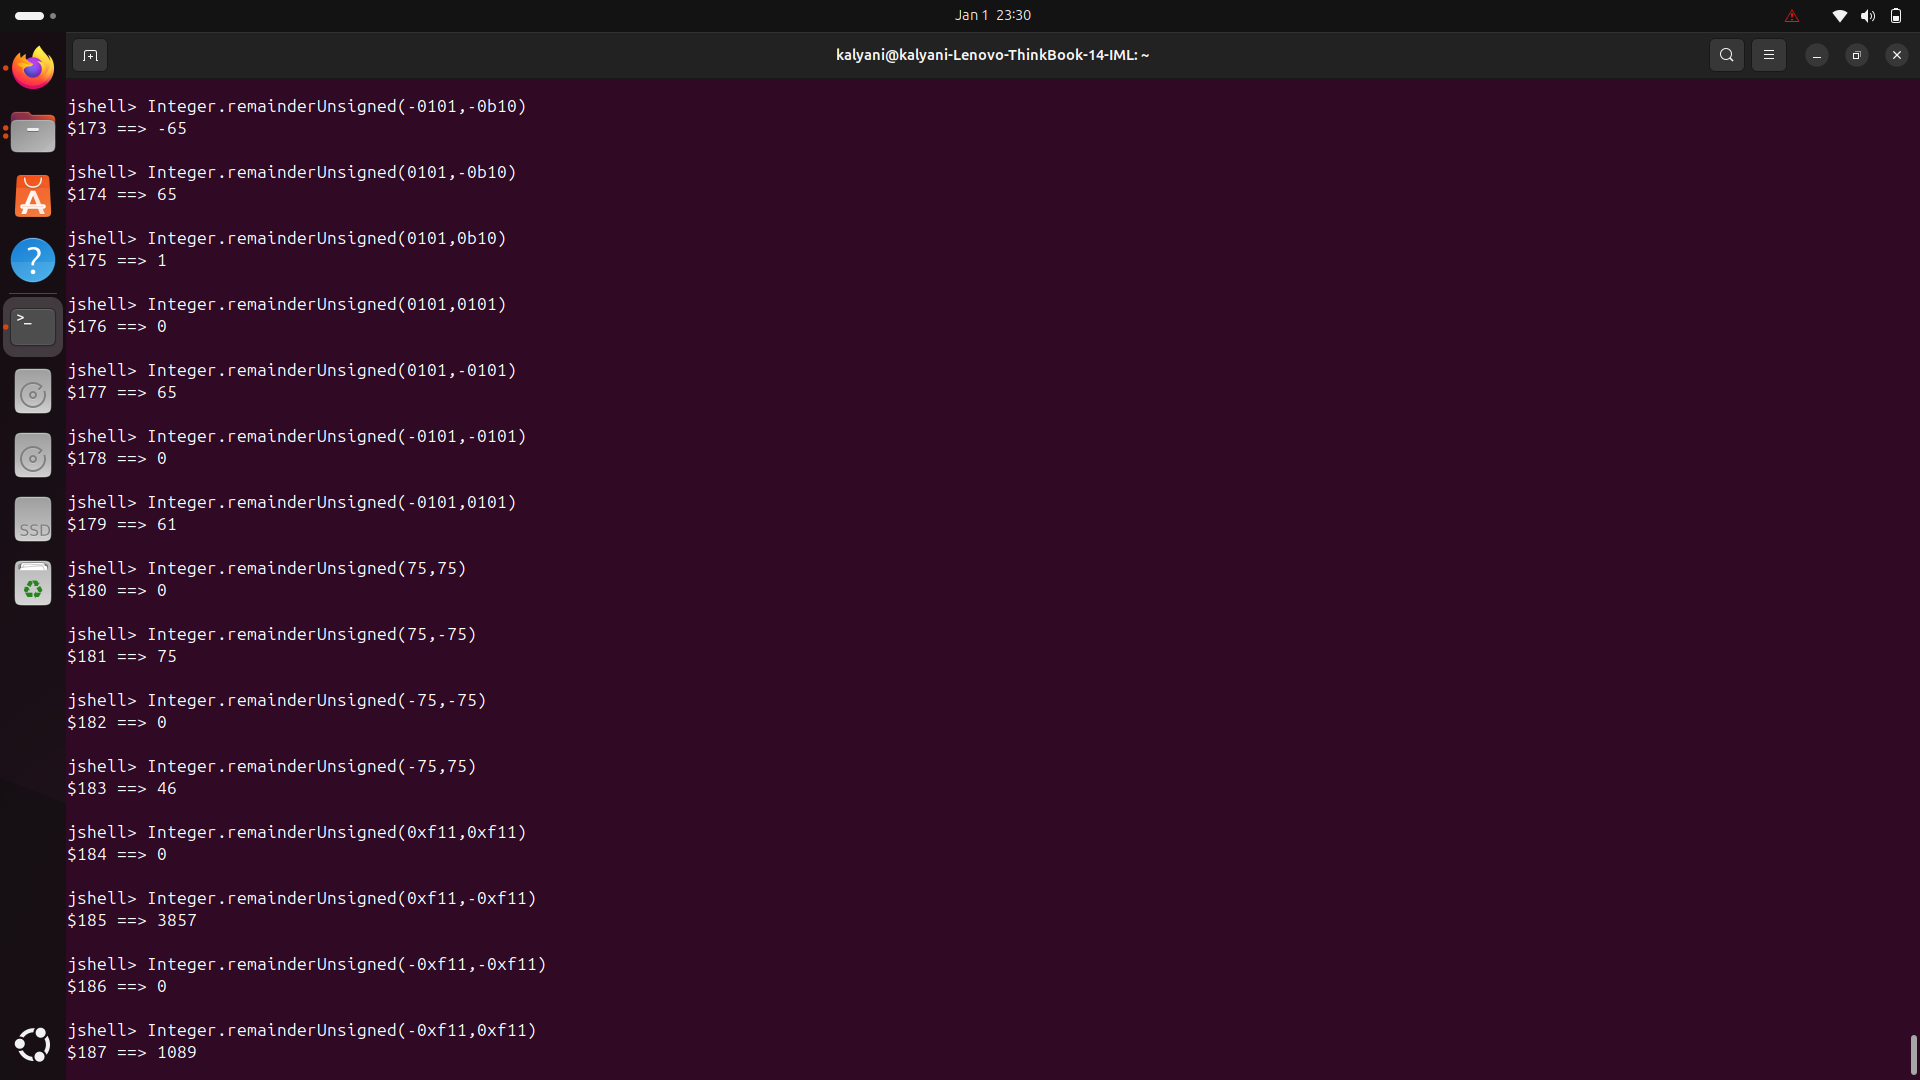 Jan 1 23:30
kalyani@kalyani-Lenovo-ThinkBook-14-IML: ~
jshell> Integer.remainderUnsigned(-0101,-0b10)
$173 ==> -65
jshell> Integer.remainderUnsigned(0101,-0b10)
$174 ==> 65
jshell> Integer.remainderUnsigned(0101,0b10)
$175 ==> 1
jshell> Integer.remainderUnsigned(0101,0101)
$176 ==> 0
jshell> Integer.remainderUnsigned(0101,-0101)
$177 ==> 65
jshell> Integer.remainderUnsigned(-0101,-0101)
$178 ==> 0
jshell> Integer.remainderUnsigned(-0101,0101)
$179 ==> 61
jshell> Integer.remainderUnsigned(75,75)
$180 ==> 0
jshell> Integer.remainderUnsigned(75,-75)
$181 ==> 75
jshell> Integer.remainderUnsigned(-75,-75)
$182 ==> 0
jshell> Integer.remainderUnsigned(-75,75)
$183 ==> 46
jshell> Integer.remainderUnsigned(0xf11,0xf11)
$184 ==> 0
jshell> Integer.remainderUnsigned(0xf11,-0xf11)
$185 ==> 3857
jshell> Integer.remainderUnsigned(-0xf11,-0xf11)
$186 ==> 0
jshell> Integer.remainderUnsigned(-0xf11,0xf11)
$187 ==> 1089
>_
SSD